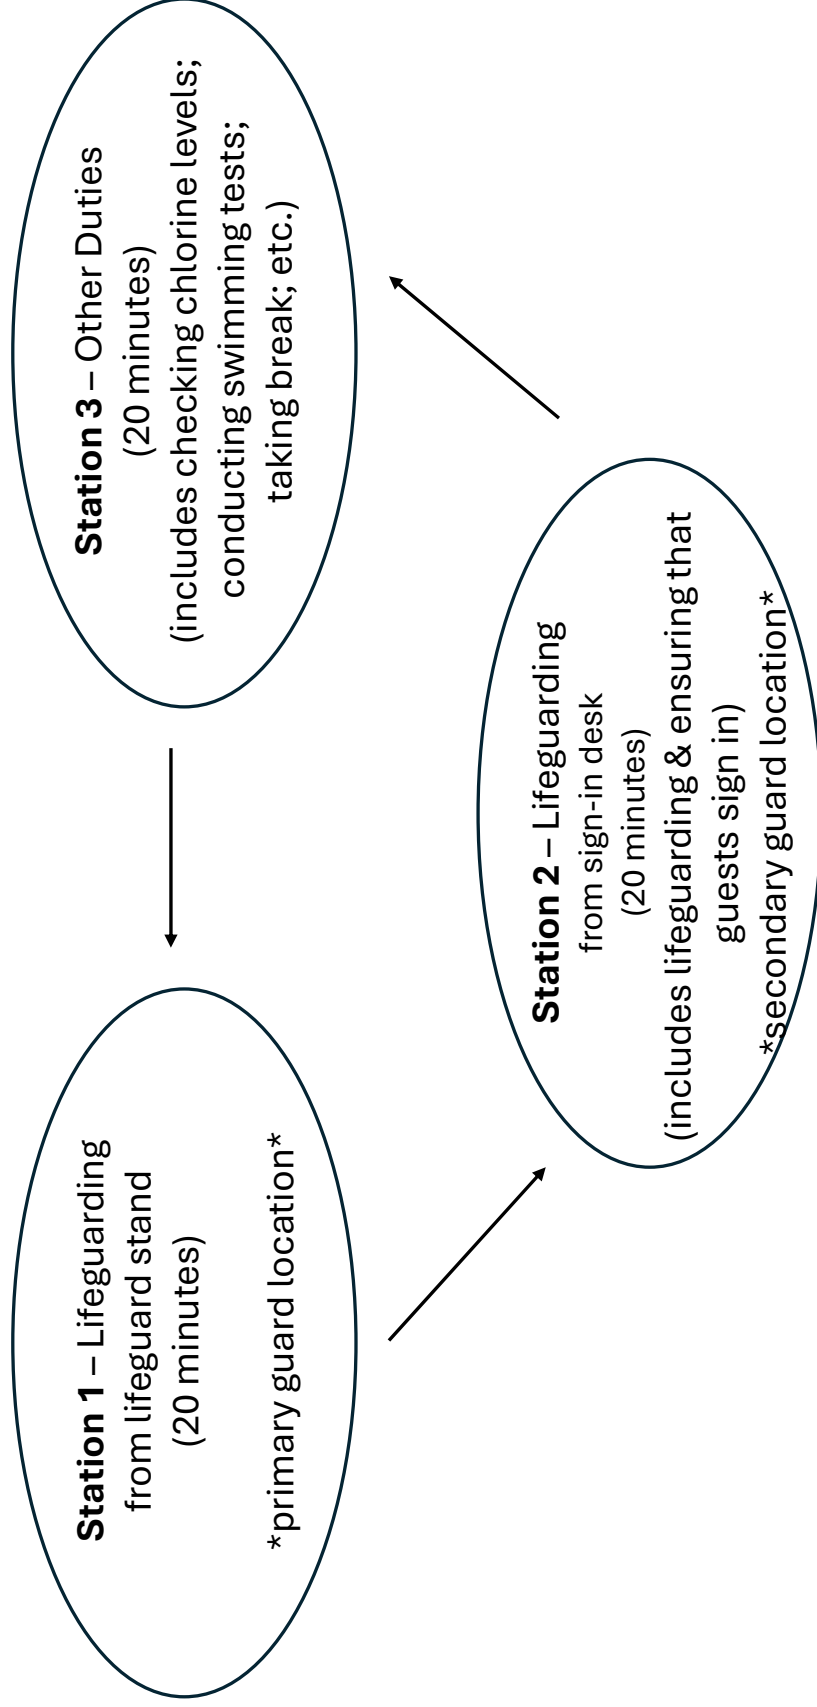 Station 1 – Lifeguarding
from lifeguard stand
(20 minutes)
*primary guard location*
Station 2 – Lifeguarding
from sign-in desk
(20 minutes)
(includes lifeguarding & ensuring that
guests sign in)
*secondary guard location*
Station 3 – Other Duties
(20 minutes)
(includes checking chlorine levels;
conducting swimming tests;
taking break; etc.)